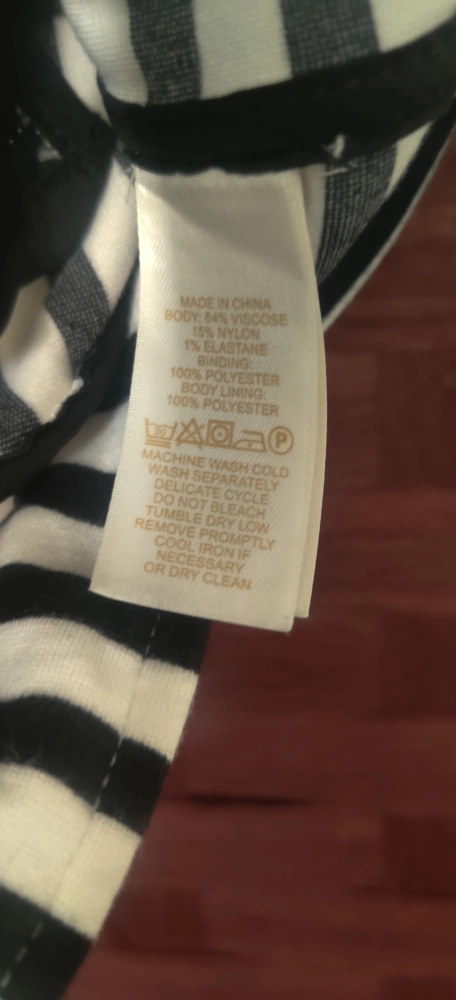 MADE IN CHINA
BODY: 84% VISCOSE
15% NYLON
1% ELASTANE
BINDING:
100% POLYESTER
BODY LINING:
100% POLYESTER
30 P
MACHINE WASH COLD
WASH SEPARATELY
DELICATE CYCLE
DO NOT BLEACH
TUMBLE DRY LOW
REMOVE PROMPTLY
COOL IRON IF
NECESSARY
OR DRY CLEAN